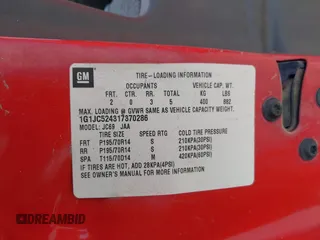 GM
TIRE-LOADING INFORMATION
OCCUPANTS VEHICLE CAP. WT.
FRT. CTR. RR. TOTAL KG LBS
2 0 3 5 400 882
MAX. LOADING @ GVWR SAME AS VEHICLE CAPACITY WEIGHT.
1G1JC524317370286
MODEL: JC69 JAA
TIRE SIZE SPEED RTG COLD TIRE PRESSURE
FRT P195/70R14 S 210KPA(30PSI)
RR P195/70R14 S 210KPA(30PSI)
SPA T115/70D14 M 420KPA(60PSI)
IF TIRES ARE HOT, ADD 28KPA(4PSI)
SEE OWNER'S MANUAL FOR MORE INFORMATION
DREAMBID